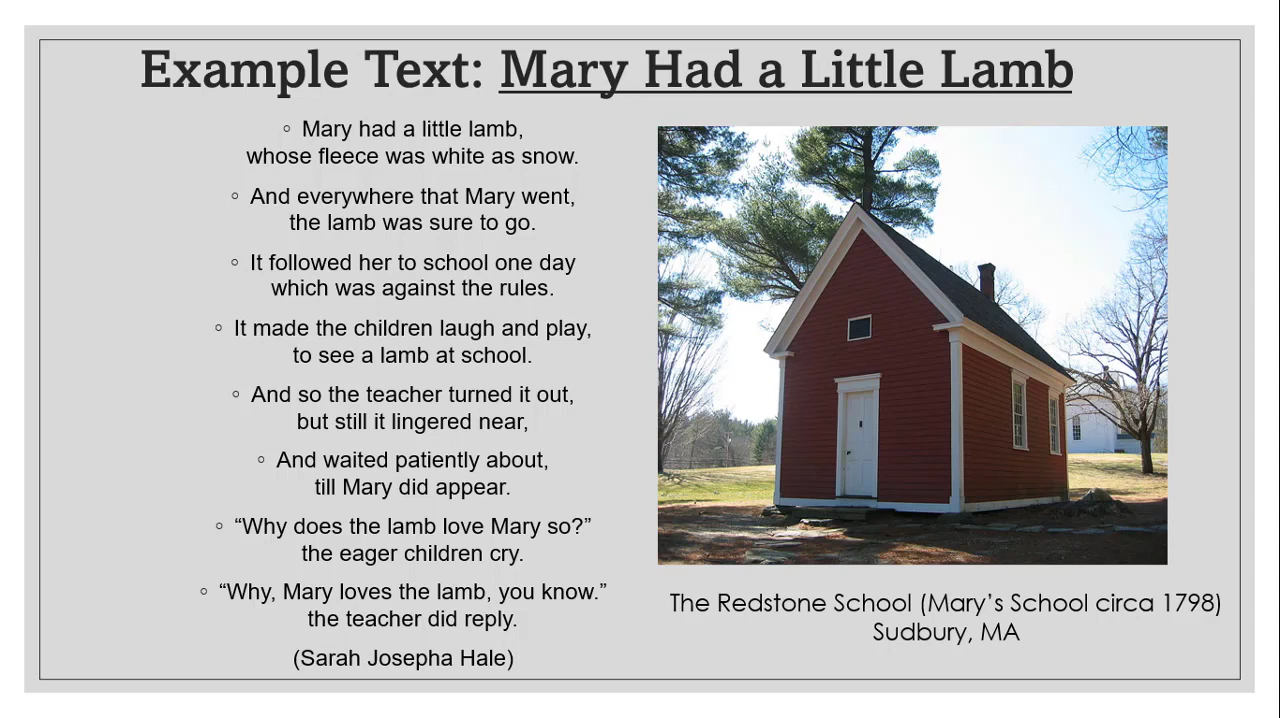 Example Text: Mary Had a Little Lamb
◦ Mary had a little lamb,
whose fleece was white as snow.
◦ And everywhere that Mary went,
the lamb was sure to go.
◦ It followed her to school one day
which was against the rules.
◦ It made the children laugh and play,
to see a lamb at school.
◦ And so the teacher turned it out,
but still it lingered near,
◦ And waited patiently about,
till Mary did appear.
◦ “Why does the lamb love Mary so?”
the eager children cry.
◦ “Why, Mary loves the lamb, you know.”
the teacher did reply.
(Sarah Josepha Hale)
The Redstone School (Mary’s School circa 1798)
Sudbury, MA